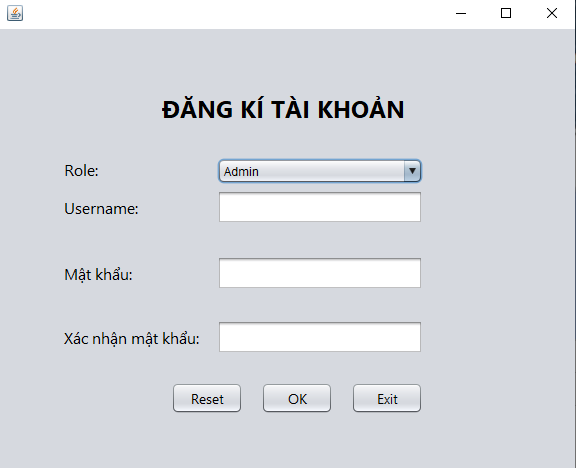 ĐĂNG KÍ TÀI KHOẢN
Role: Admin
Username:
Mật khẩu:
Xác nhận mật khẩu:
Reset OK Exit